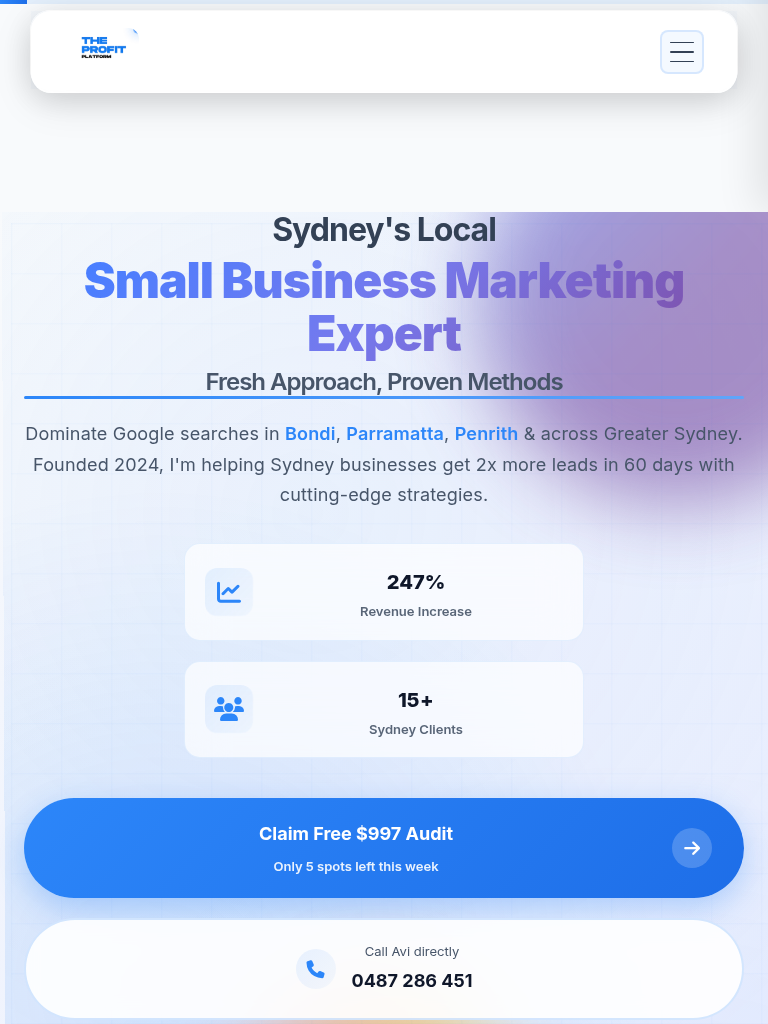 THE
PROFIT
PLATFORM
Sydney's Local
Small Business Marketing
Expert
Fresh Approach, Proven Methods
Dominate Google searches in Bondi, Parramatta, Penrith & across Greater Sydney.
Founded 2024, I'm helping Sydney businesses get 2x more leads in 60 days with
cutting-edge strategies.
247%
Revenue Increase
15+
Sydney Clients
Claim Free $997 Audit
Only 5 spots left this week
Call Avi directly
0487 286 451